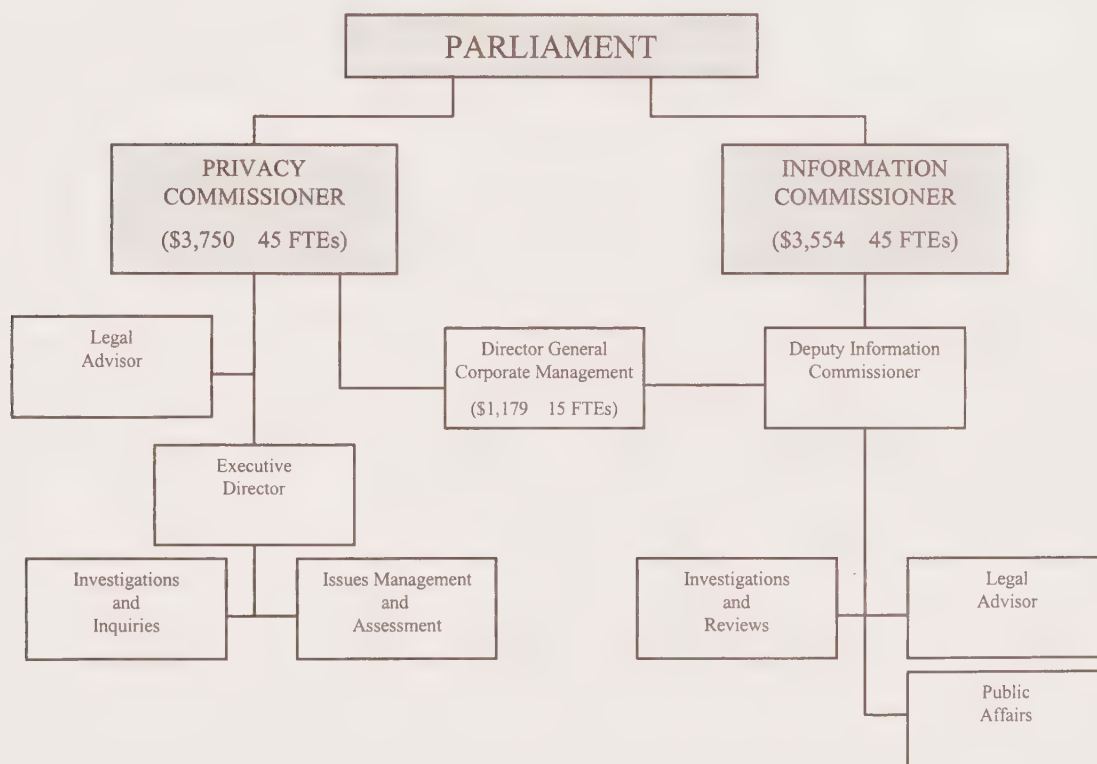 PARLIAMENT
PRIVACY
COMMISSIONER
($3,750 45 FTEs)
INFORMATION
COMMISSIONER
($3,554 45 FTEs)
Legal
Advisor
Director General
Corporate Management
($1,179 15 FTEs)
Deputy Information
Commissioner
Executive
Director
Investigations
and
Inquiries
Issues Management
and
Assessment
Investigations
and
Reviews
Legal
Advisor
Public
Affairs